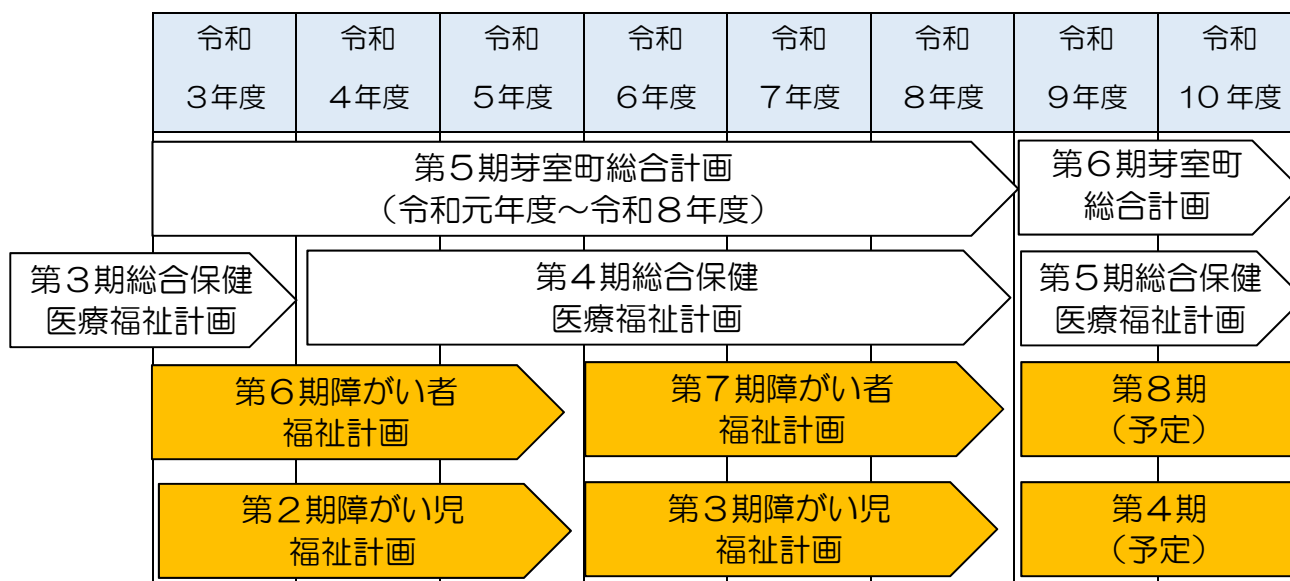 令和 令和 令和 令和 令和 令和 令和 令和
３年度 ４年度 ５年度 ６年度 ７年度 ８年度 ９年度 10年度
第５期芽室町総合計画
（令和元年度～令和８年度）
第６期芽室町
総合計画
第３期総合保健
医療福祉計画
第４期総合保健
医療福祉計画
第５期総合保健
医療福祉計画
第６期障がい者
福祉計画
第７期障がい者
福祉計画
第８期
（予定）
第２期障がい児
福祉計画
第３期障がい児
福祉計画
第４期
（予定）